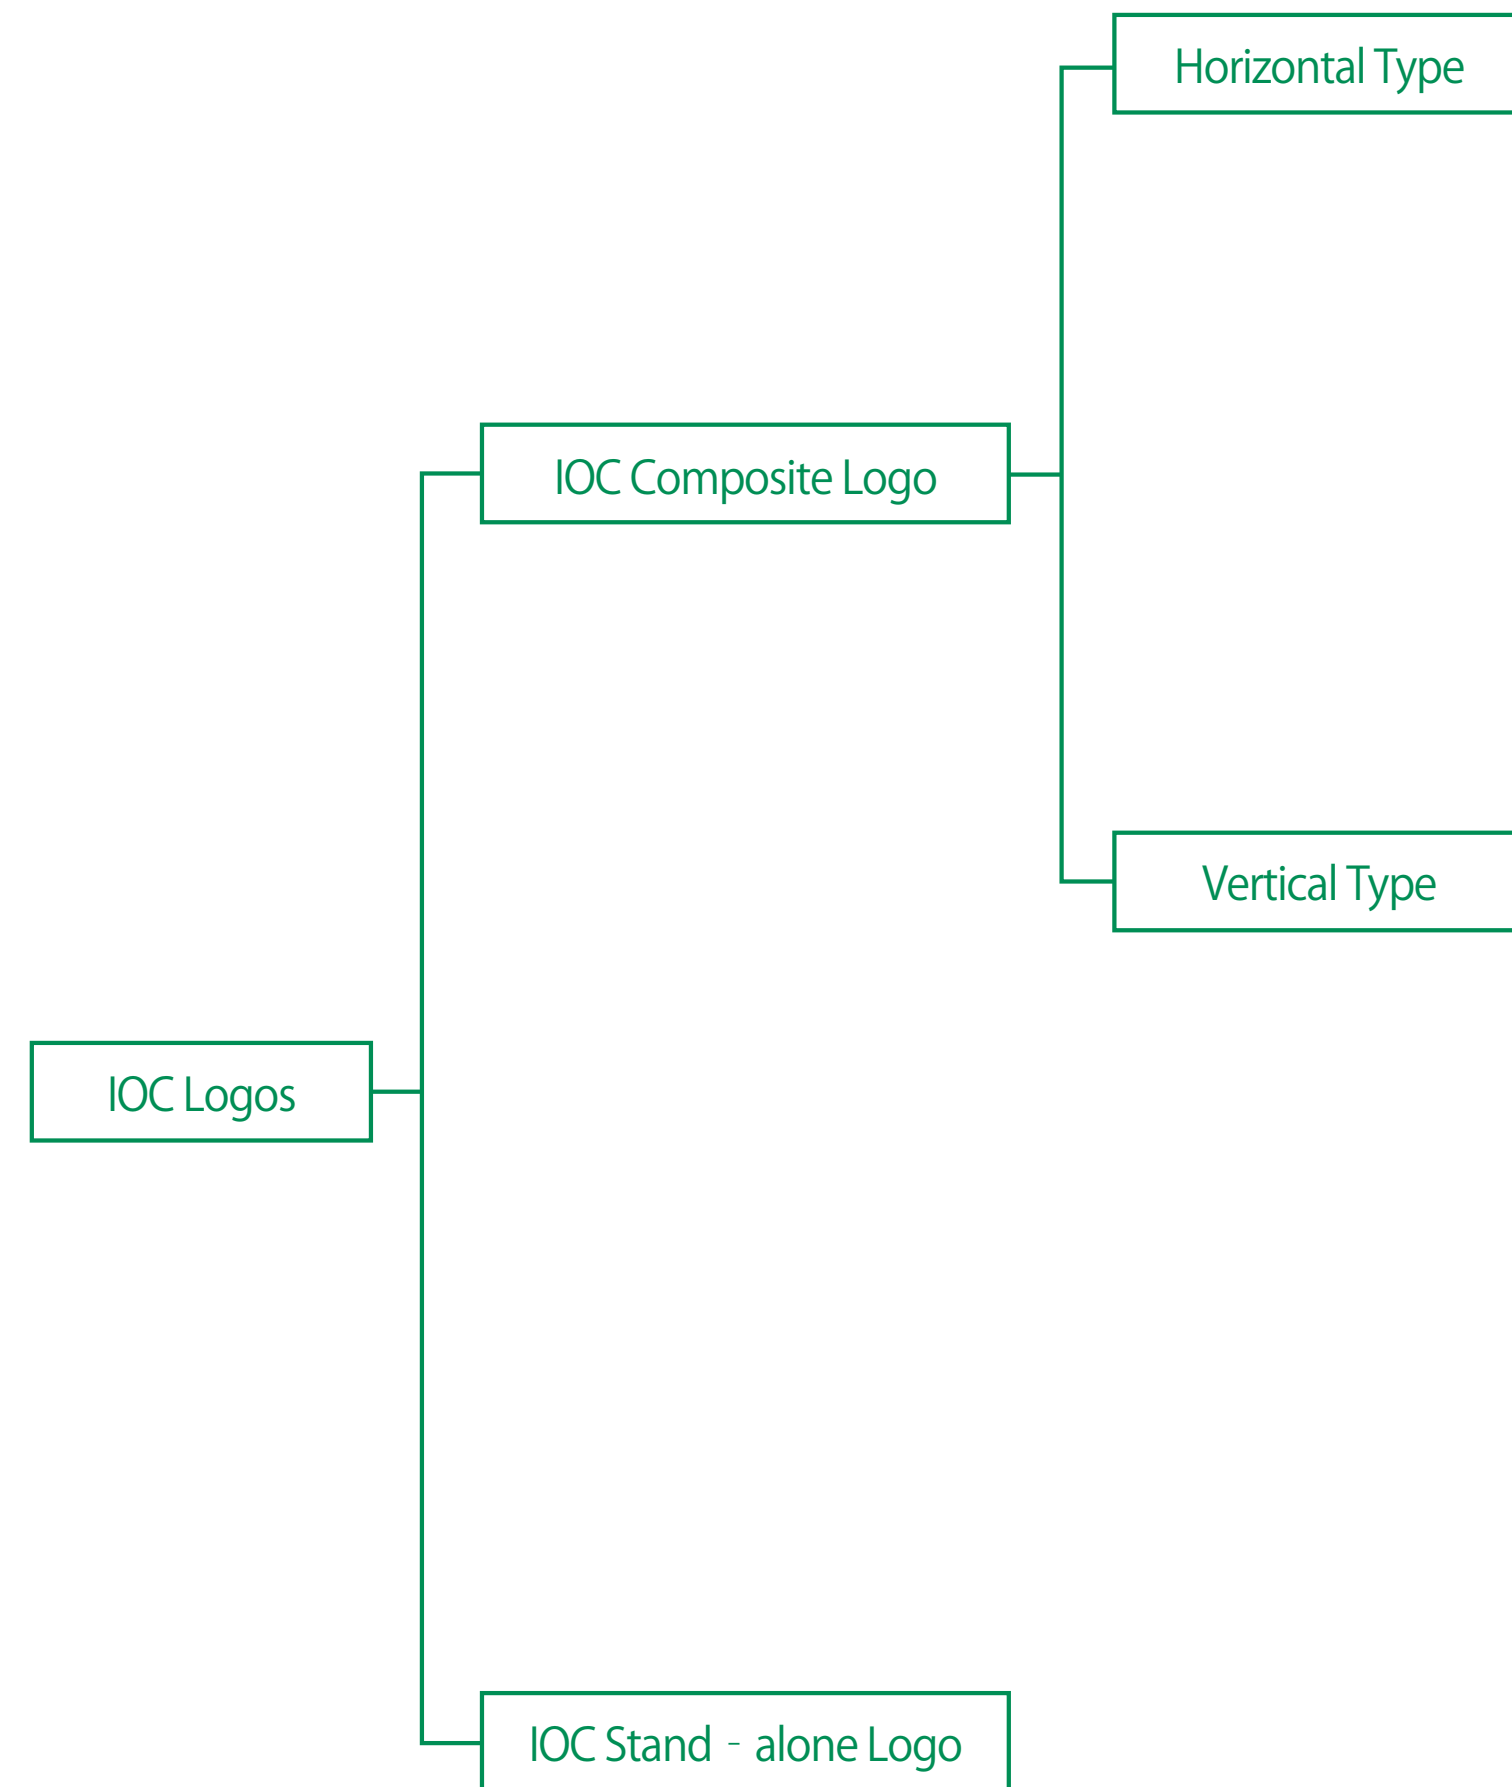 Horizontal Type
IOC Composite Logo
Vertical Type
IOC Logos
IOC Stand - alone Logo